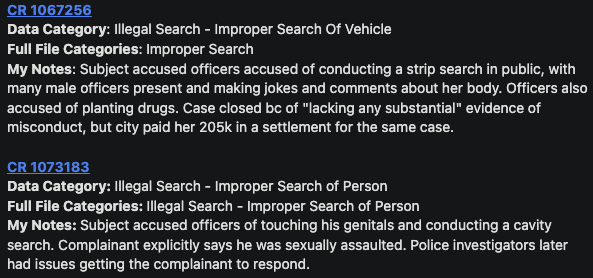 CR 1067256
Data Category: Illegal Search - Improper Search Of Vehicle
Full File Categories: Improper Search
My Notes: Subject accused officers accused of conducting a strip search in public, with
many male officers present and making jokes and comments about her body. Officers also
accused of planting drugs. Case closed bc of "lacking any substantial" evidence of
misconduct, but city paid her 205k in a settlement for the same case.
CR 1073183
Data Category: Illegal Search - Improper Search of Person
Full File Categories: Illegal Search - Improper Search of Person
My Notes: Subject accused officers of touching his genitals and conducting a cavity
search. Complainant explicitly says he was sexually assaulted. Police investigators later
had issues getting the complainant to respond.